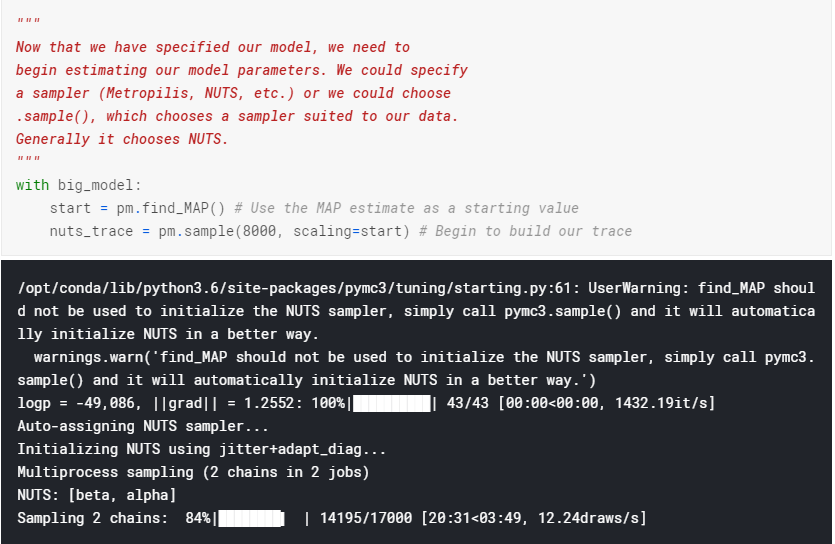 """
Now that we have specified our model, we need to
begin estimating our model parameters. We could specify
a sampler (Metropilis, NUTS, etc.) or we could choose
.sample(), which chooses a sampler suited to our data.
Generally it chooses NUTS.
"""
with big_model:
    start = pm.find_MAP() # Use the MAP estimate as a starting value
    nuts_trace = pm.sample(8000, scaling=start) # Begin to build our trace
/opt/conda/lib/python3.6/site-packages/pymc3/tuning/starting.py:61: UserWarning: find_MAP shoul
d not be used to initialize the NUTS sampler, simply call pymc3.sample() and it will automatica
lly initialize NUTS in a better way.
  warnings.warn('find_MAP should not be used to initialize the NUTS sampler, simply call pymc3.
sample() and it will automatically initialize NUTS in a better way.')
logp = -49,086, ||grad|| = 1.2552: 100%|██████████| 43/43 [00:00<00:00, 1432.19it/s]
Auto-assigning NUTS sampler...
Initializing NUTS using jitter+adapt_diag...
Multiprocess sampling (2 chains in 2 jobs)
NUTS: [beta, alpha]
Sampling 2 chains:  84%|████████▎ | 14195/17000 [20:31<03:49, 12.24draws/s]